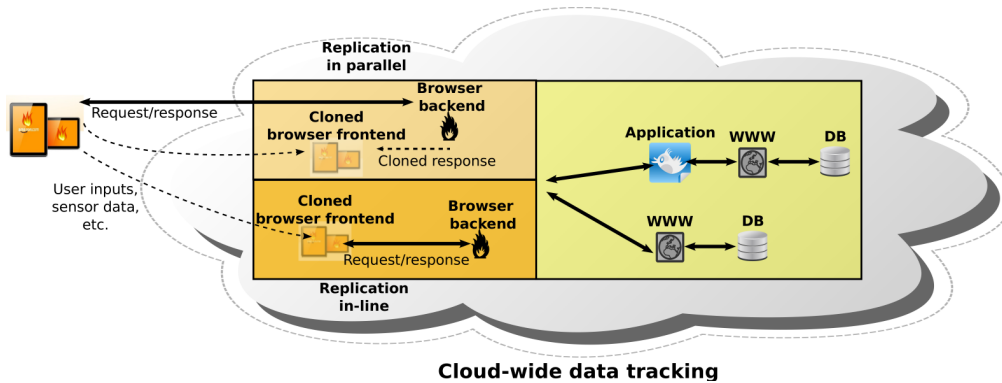 Replication
in parallel
Browser
backend
Request/response
Cloned
browser frontend
Cloned response
Application
WWW
DB
User inputs,
sensor data,
etc.
Cloned
browser frontend
Browser
backend
Request/response
WWW
DB
Replication
in-line
Cloud-wide data tracking